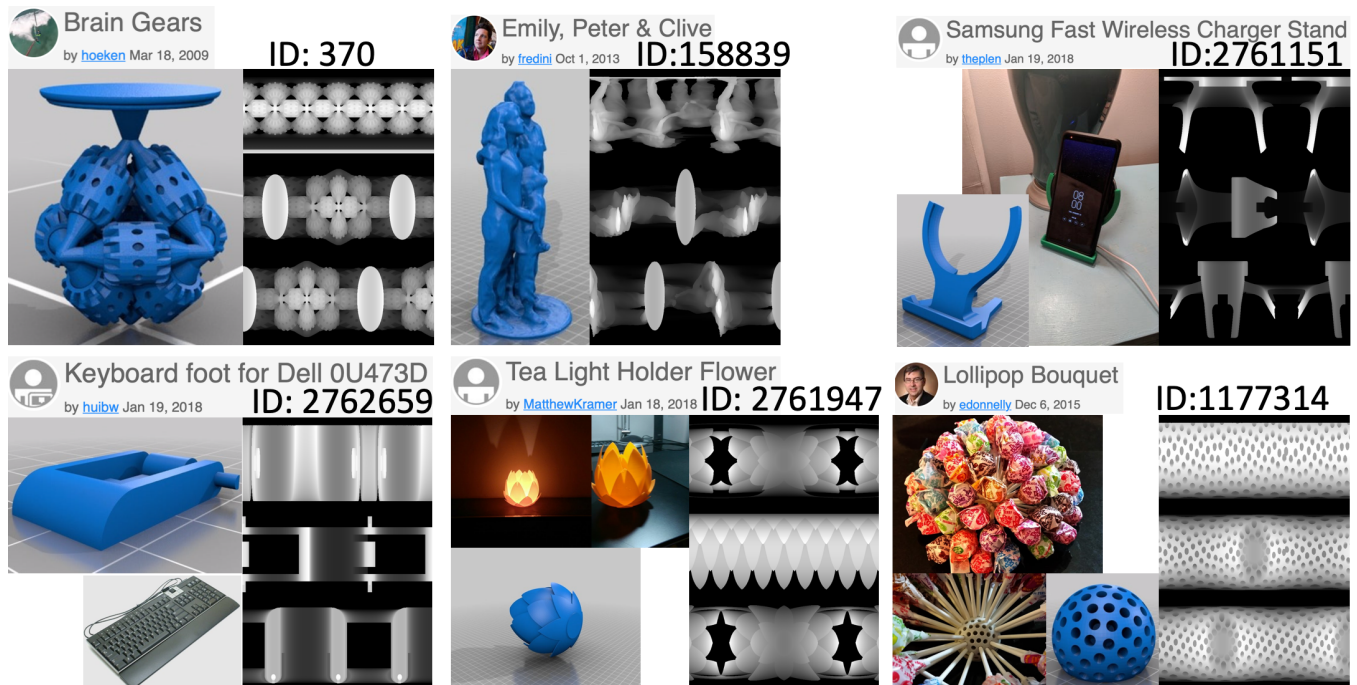 Brain Gears
by hoeken Mar 18, 2009
ID: 370
Emily, Peter & Clive
by fredini Oct 1, 2013
ID:158839
Samsung Fast Wireless Charger Stand
by theplen Jan 19, 2018
ID:2761151
08
00
Keyboard foot for Dell 0U473D
by huibw Jan 19, 2018
ID: 2762659
Tea Light Holder Flower
by MatthewKramer Jan 18, 2018
ID: 2761947
Lollipop Bouquet
by edonnelly Dec 6, 2015
ID:1177314